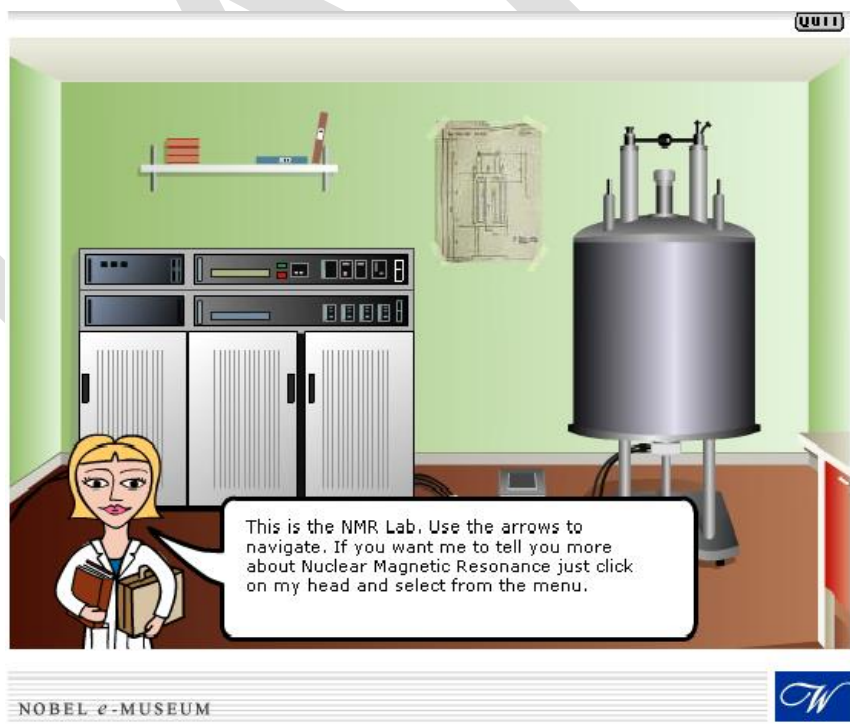 QUIT
This is the NMR Lab. Use the arrows to
navigate. If you want me to tell you more
about Nuclear Magnetic Resonance just click
on my head and select from the menu.
NOBEL e-MUSEUM
W